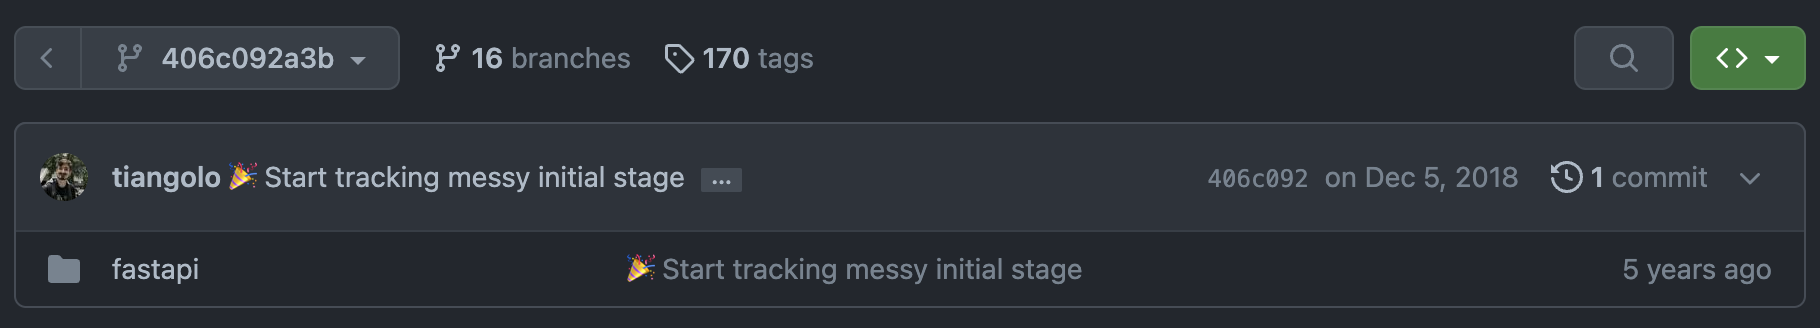 406c092a3b 16 branches 170 tags
tiangolo 🎉 Start tracking messy initial stage ... 406c092 on Dec 5, 2018 1 commit
fastapi 🎉 Start tracking messy initial stage 5 years ago